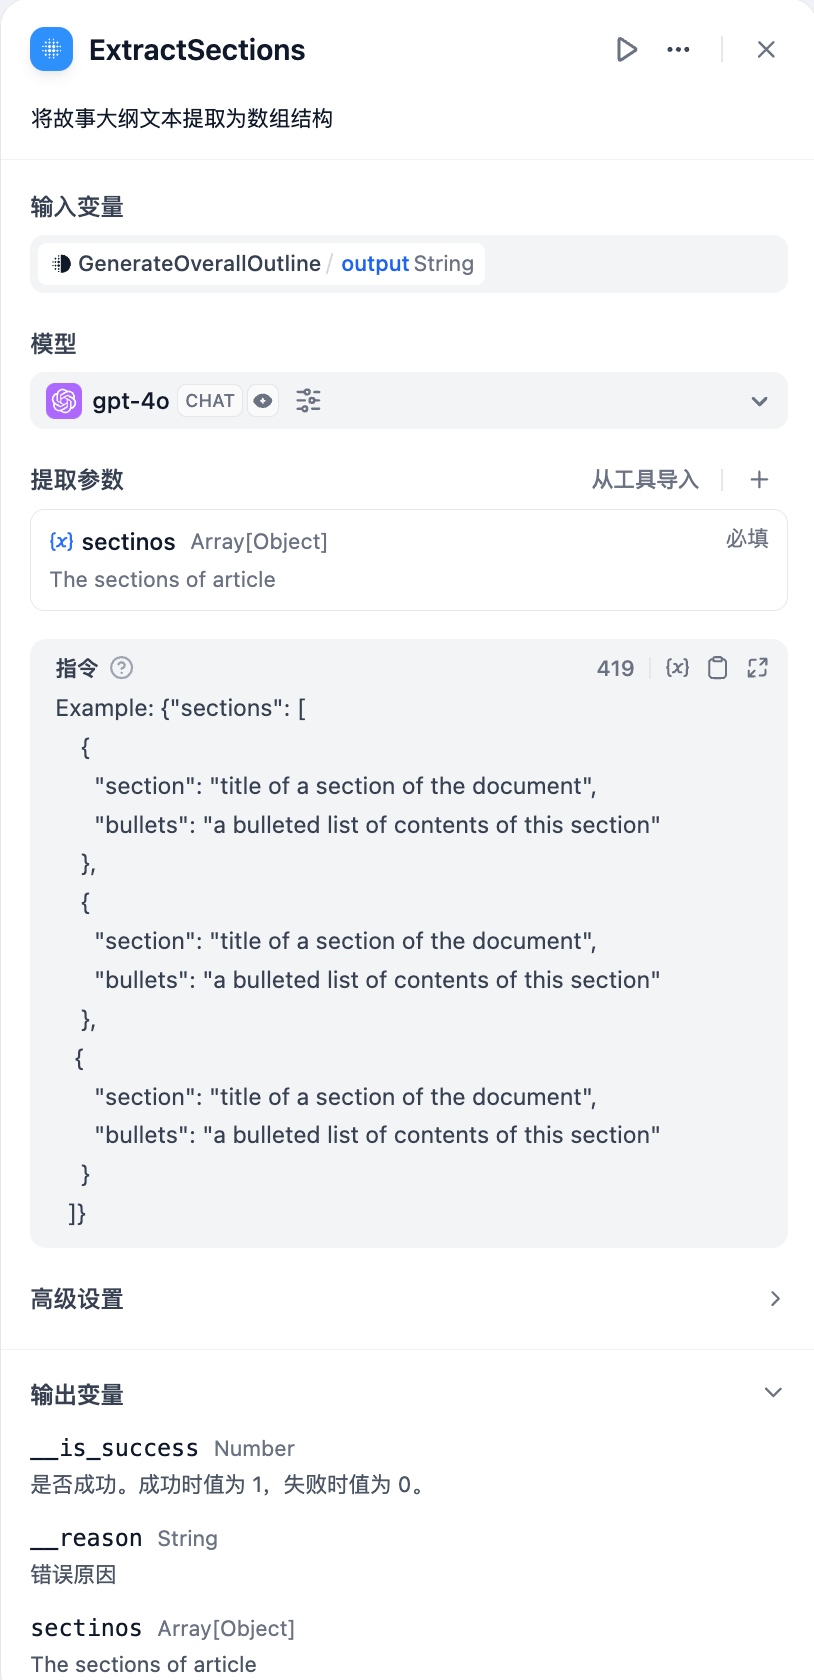 ExtractSections
将故事大纲文本提取为数组结构
输入变量
GenerateOverallOutline / output String
模型
gpt-4o CHAT
提取参数 从工具导入
{x} sectinos Array[Object] 必填
The sections of article
指令 419 {x}
Example: {"sections": [
{
"section": "title of a section of the document",
"bullets": "a bulleted list of contents of this section"
},
{
"section": "title of a section of the document",
"bullets": "a bulleted list of contents of this section"
},
{
"section": "title of a section of the document",
"bullets": "a bulleted list of contents of this section"
}
]}
高级设置
输出变量
__is_success Number
是否成功。成功时值为 1，失败时值为 0。
__reason String
错误原因
sectinos Array[Object]
The sections of article